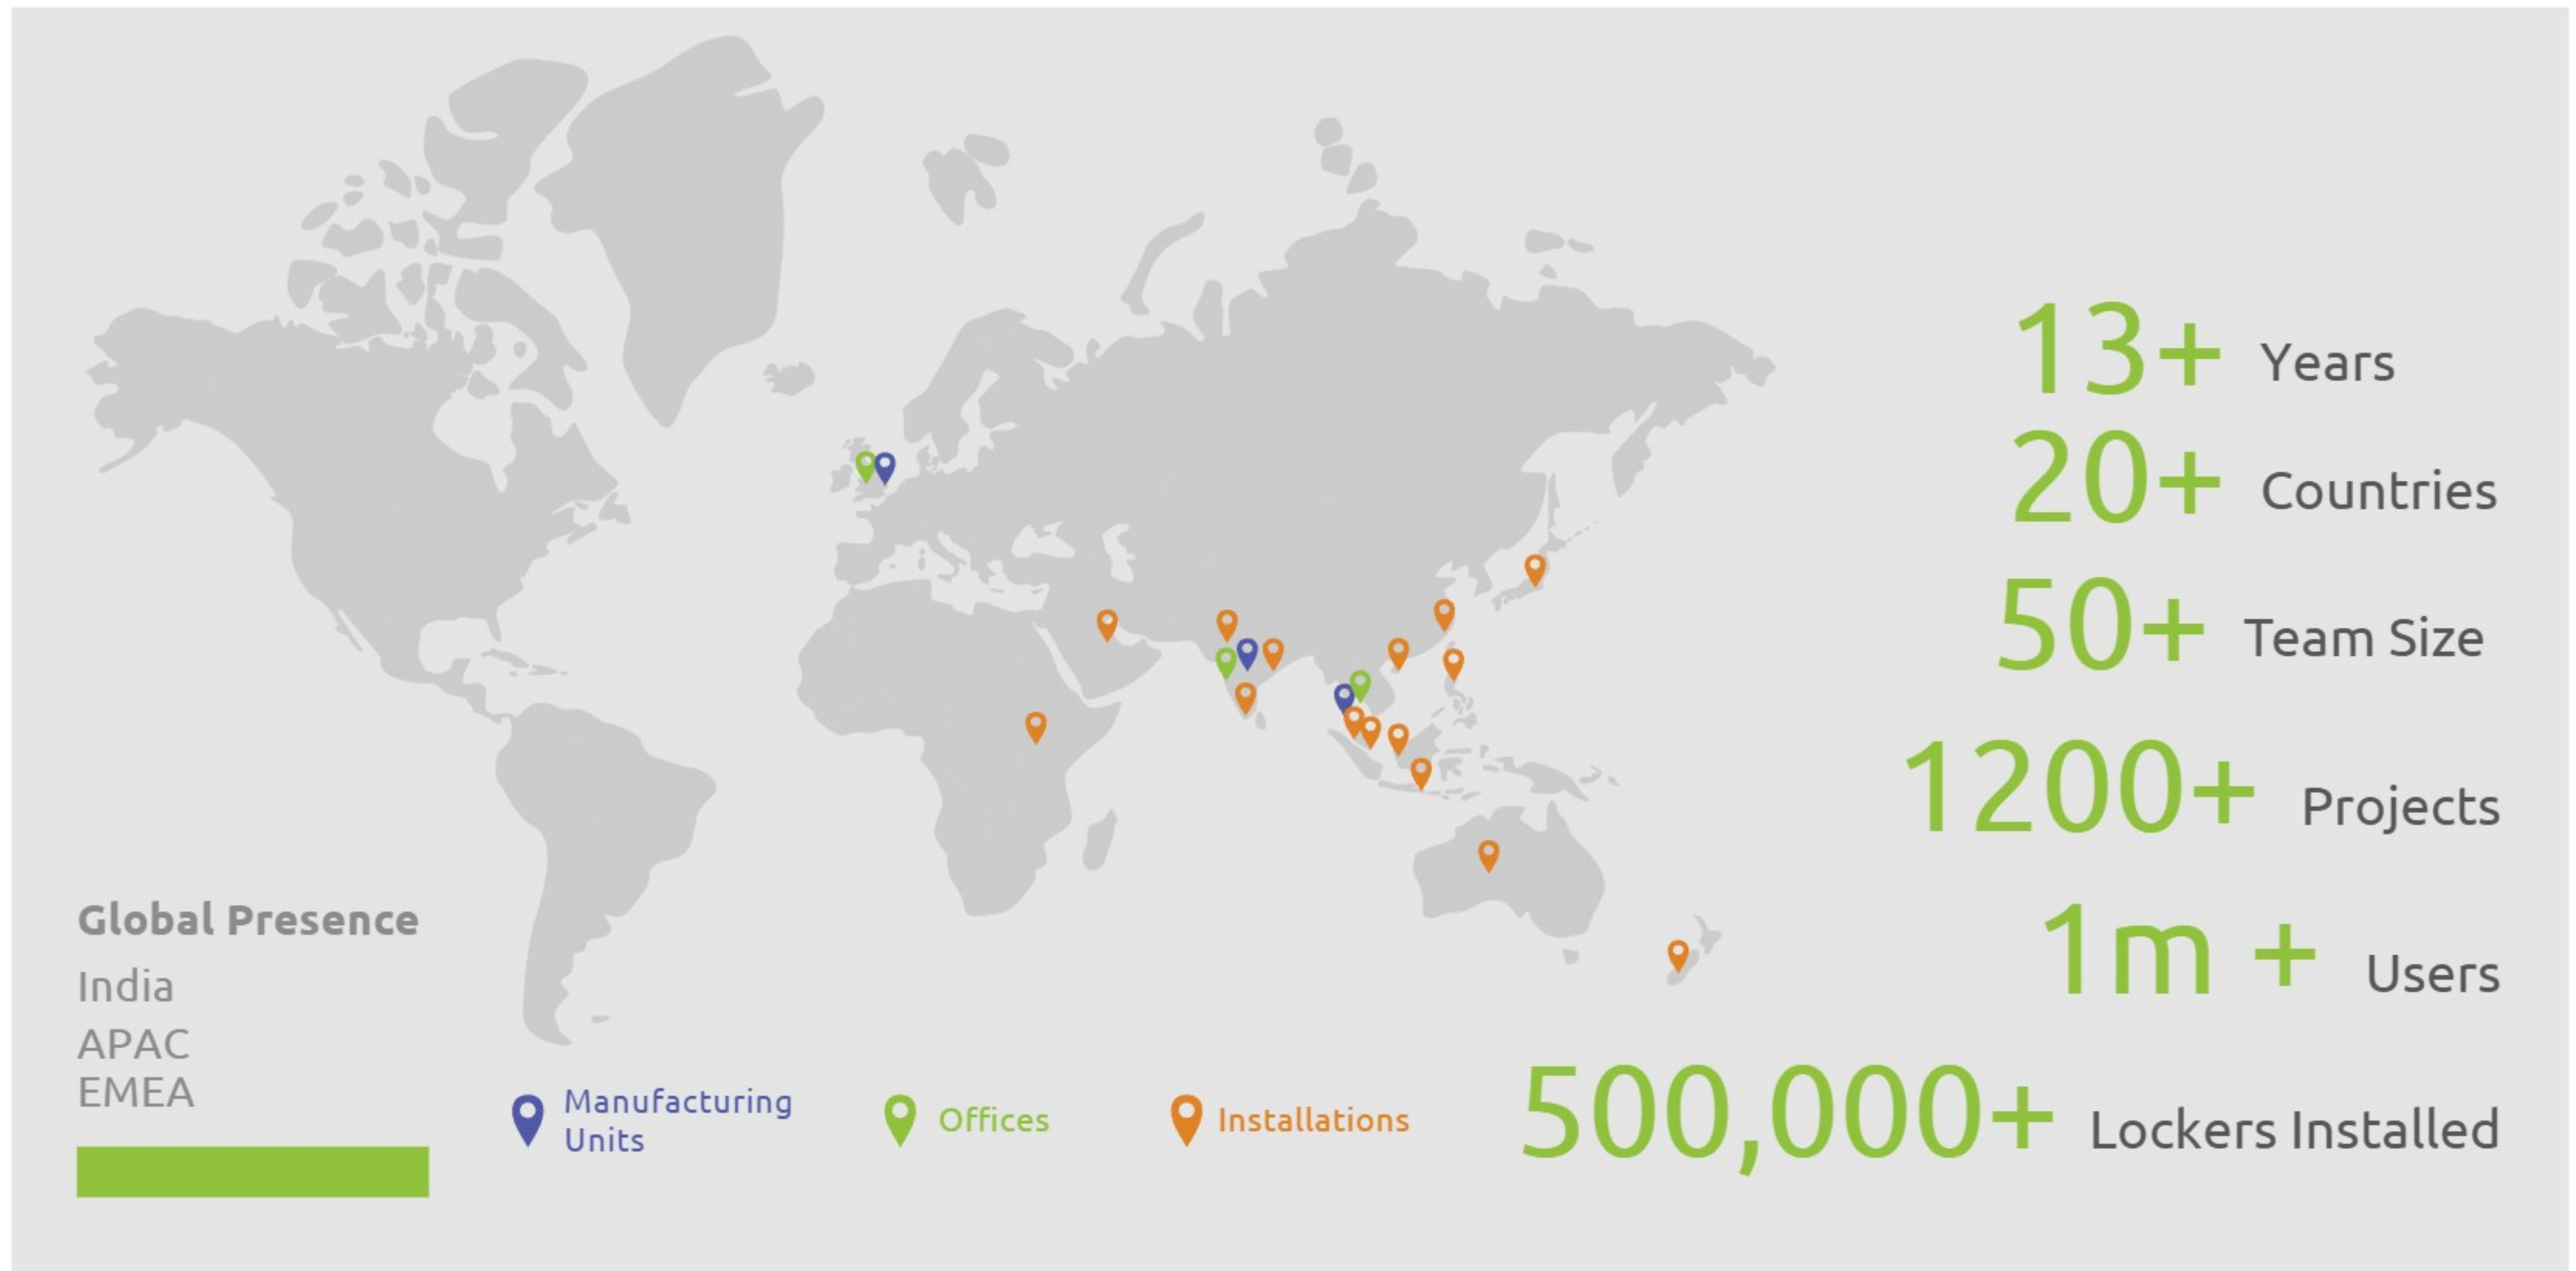 13+ Years
20+ Countries
50+ Team Size
1200+ Projects
1m + Users
500,000+ Lockers Installed
Global Presence
India
APAC
EMEA
Manufacturing
Units
Offices
Installations